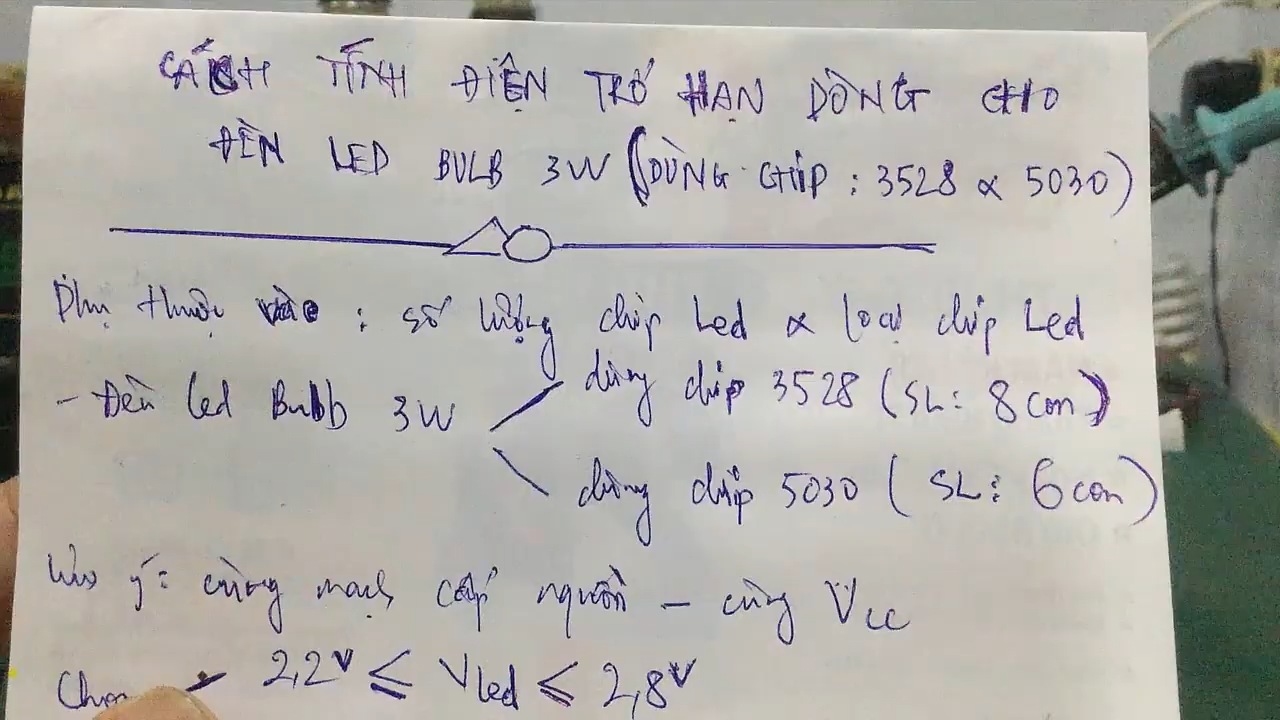 CÁCH TÍNH ĐIỆN TRỞ HẠN DÒNG CHO
ĐÈN LED BULB 3W (DÙNG CHIP: 3528 & 5030)
Phụ thuộc vào: số lượng chip Led & loại chip Led
- Đèn led Bulb 3W
dùng chip 3528 (SL: 8 con)
dùng chip 5030 (SL: 6 con)
Lưu ý: cùng mạch cấp nguồn - cùng Vcc
Chọn 2,2V ≤ Vled ≤ 2,8V